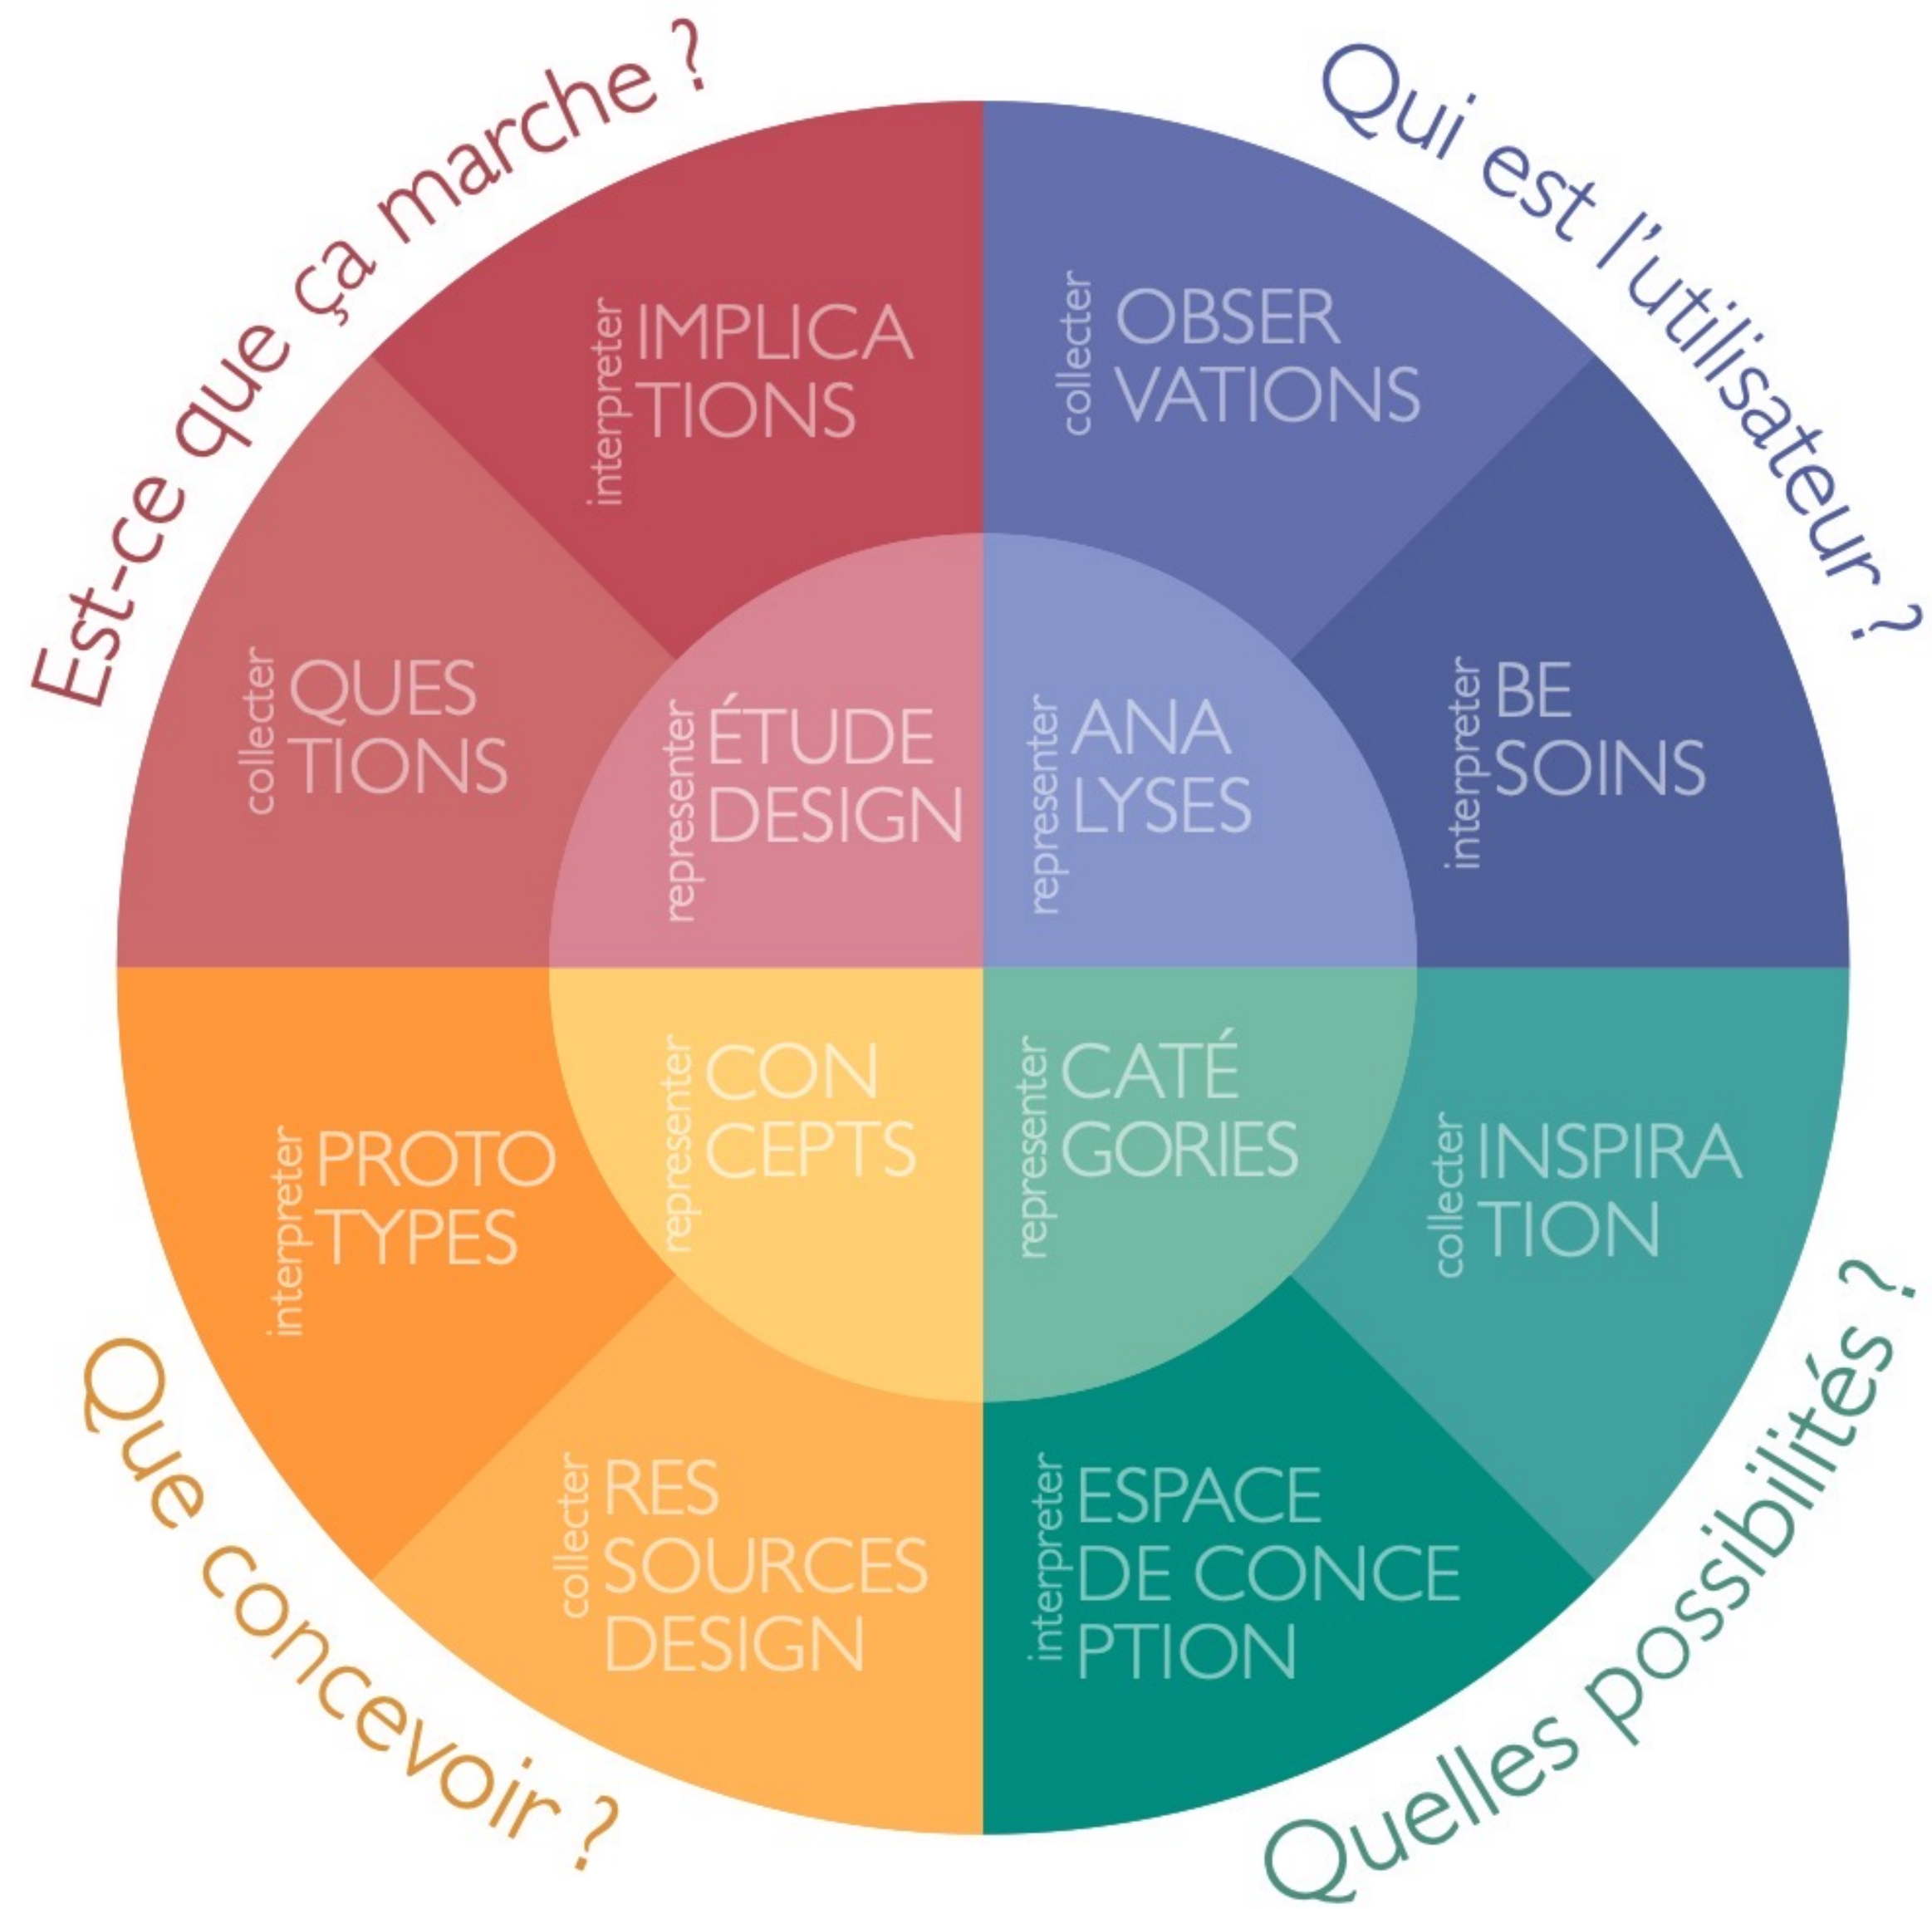 Est-ce que ça marche ?
Qui est l'utilisateur ?
interpreter
IMPLICA
TIONS
collecter
OBSER
VATIONS
collecter
QUES
TIONS
representer
ÉTUDE
DESIGN
representer
ANA
LYSES
interpreter
BE
SOINS
interpreter
PROTO
TYPES
representer
CON
CEPTS
representer
CATÉ
GORIES
collecter
INSPIRA
TION
collecter
RES
SOURCES
DESIGN
interpreter
ESPACE
DE CONCE
PTION
Que concevoir ?
Quelles possibilités ?